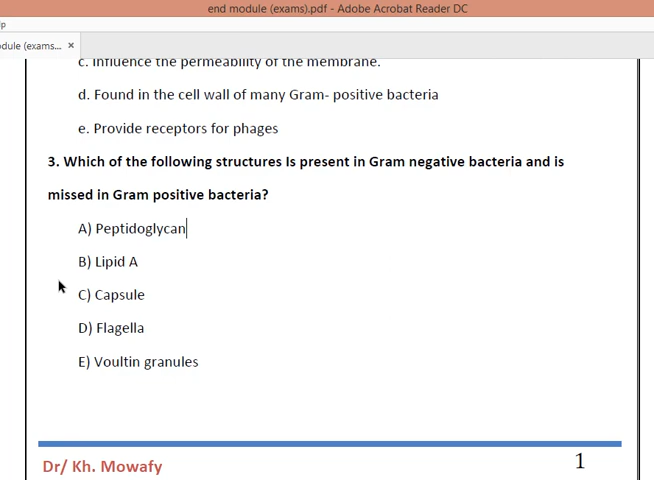 end module (exams).pdf - Adobe Acrobat Reader DC
odule (exams... ×
c. Influence the permeability of the membrane.
d. Found in the cell wall of many Gram- positive bacteria
e. Provide receptors for phages
3. Which of the following structures Is present in Gram negative bacteria and is
missed in Gram positive bacteria?
A) Peptidoglycan
B) Lipid A
C) Capsule
D) Flagella
E) Voultin granules
Dr/ Kh. Mowafy
1